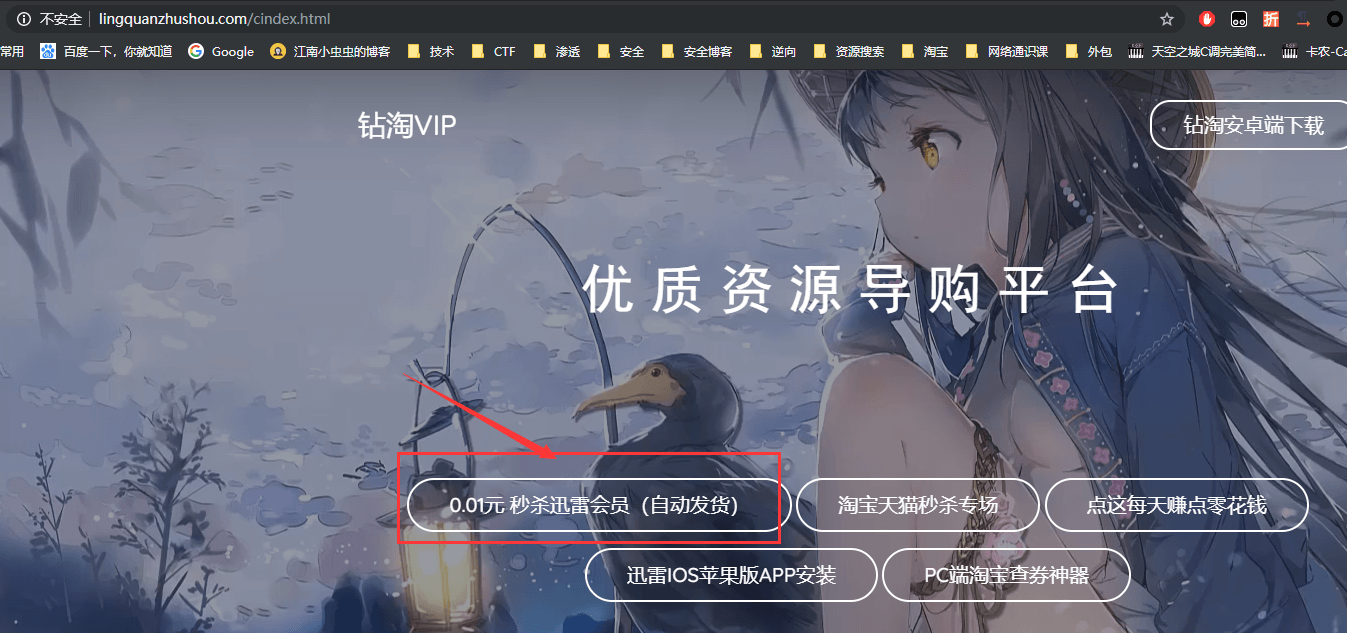 不安全 lingquanzhushou.com/cindex.html 折
常用 百度一下，你就知道 Google 江南小虫虫的博客 技术 CTF 渗透 安全 安全博客 逆向 资源搜索 淘宝 网络通识课 外包 天空之城C调完美简... 卡农-Ca
钻淘VIP 钻淘安卓端下载
优质资源导购平台
0.01元 秒杀迅雷会员（自动发货） 淘宝天猫秒杀专场 点这每天赚点零花钱
迅雷IOS苹果版APP安装 PC端淘宝查券神器